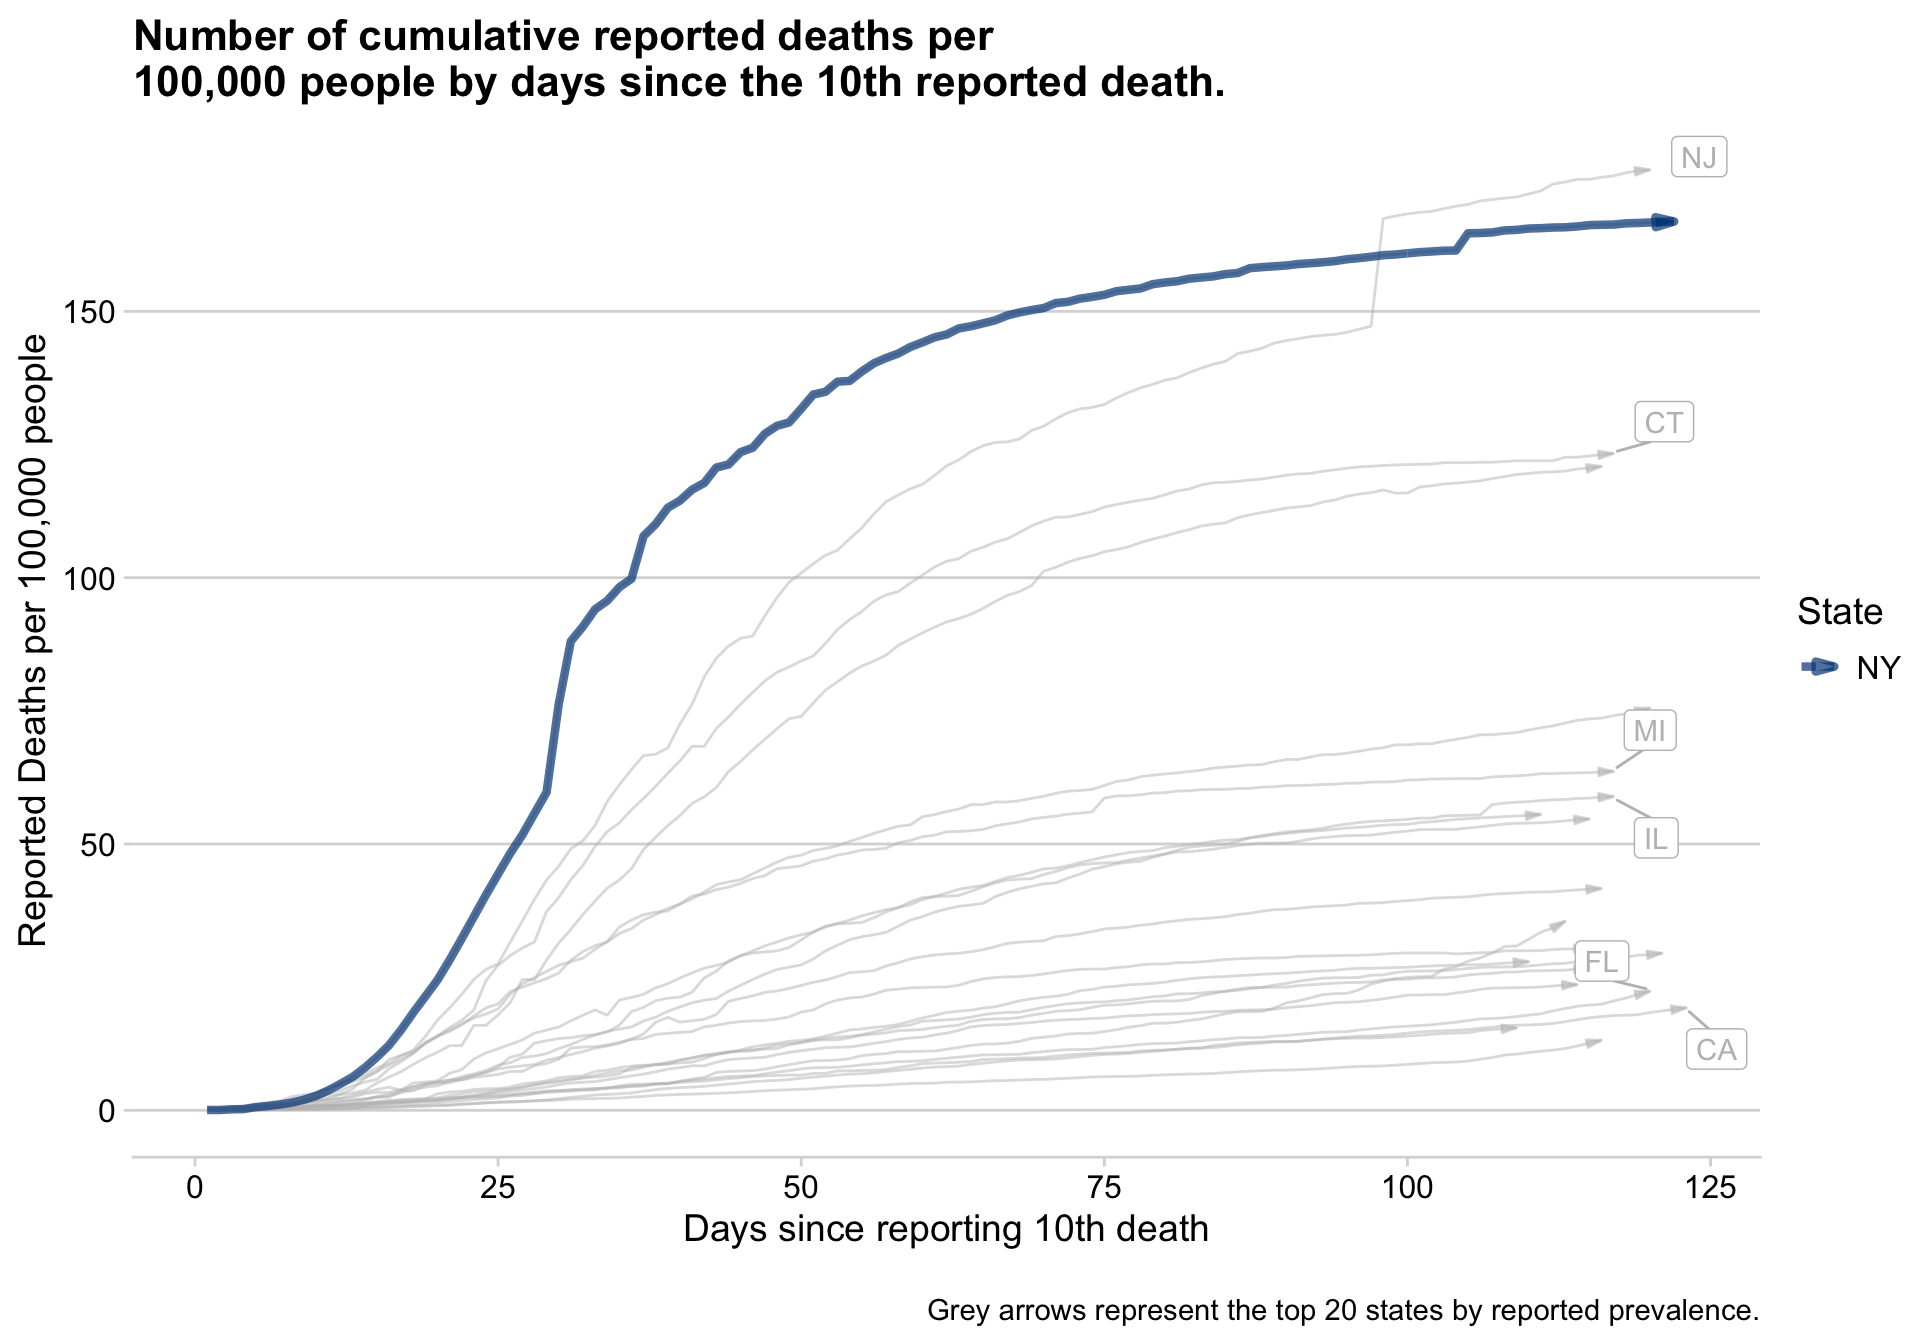 Number of cumulative reported deaths per
100,000 people by days since the 10th reported death.
NJ
CT
MI
IL
FL
CA
Reported Deaths per 100,000 people
150
100
50
0
0 25 50 75 100 125
Days since reporting 10th death
State
NY
Grey arrows represent the top 20 states by reported prevalence.